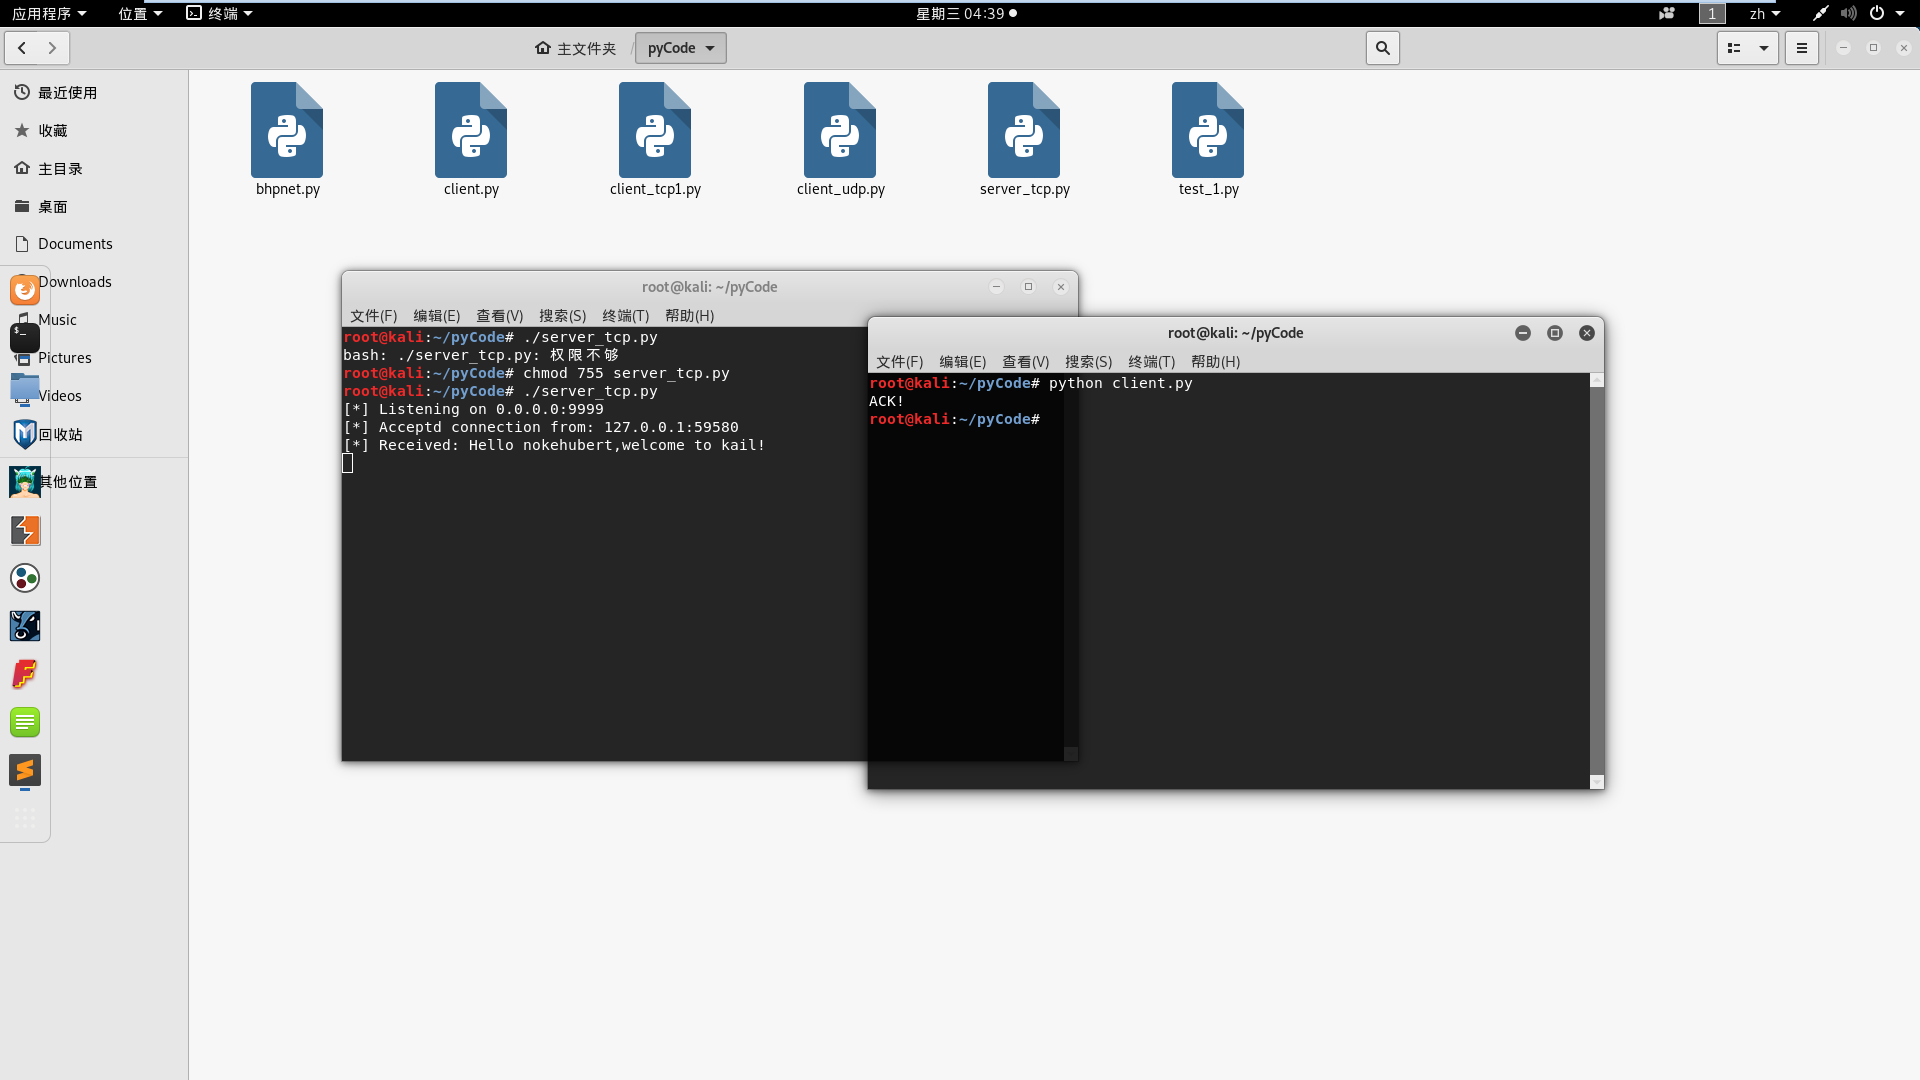 应用程序 位置 终端 星期三 04:39 1 zh
主文件夹 / pyCode
最近使用
收藏
主目录
桌面
Documents
Downloads
Music
Pictures
Videos
回收站
其他位置
bhpnet.py client.py client_tcp1.py client_udp.py server_tcp.py test_1.py
root@kali: ~/pyCode
文件(F) 编辑(E) 查看(V) 搜索(S) 终端(T) 帮助(H)
root@kali:~/pyCode# ./server_tcp.py
bash: ./server_tcp.py: 权限不够
root@kali:~/pyCode# chmod 755 server_tcp.py
root@kali:~/pyCode# ./server_tcp.py
[*] Listening on 0.0.0.0:9999
[*] Acceptd connection from: 127.0.0.1:59580
[*] Received: Hello nokehubert,welcome to kail!
root@kali: ~/pyCode
文件(F) 编辑(E) 查看(V) 搜索(S) 终端(T) 帮助(H)
root@kali:~/pyCode# python client.py
ACK!
root@kali:~/pyCode#